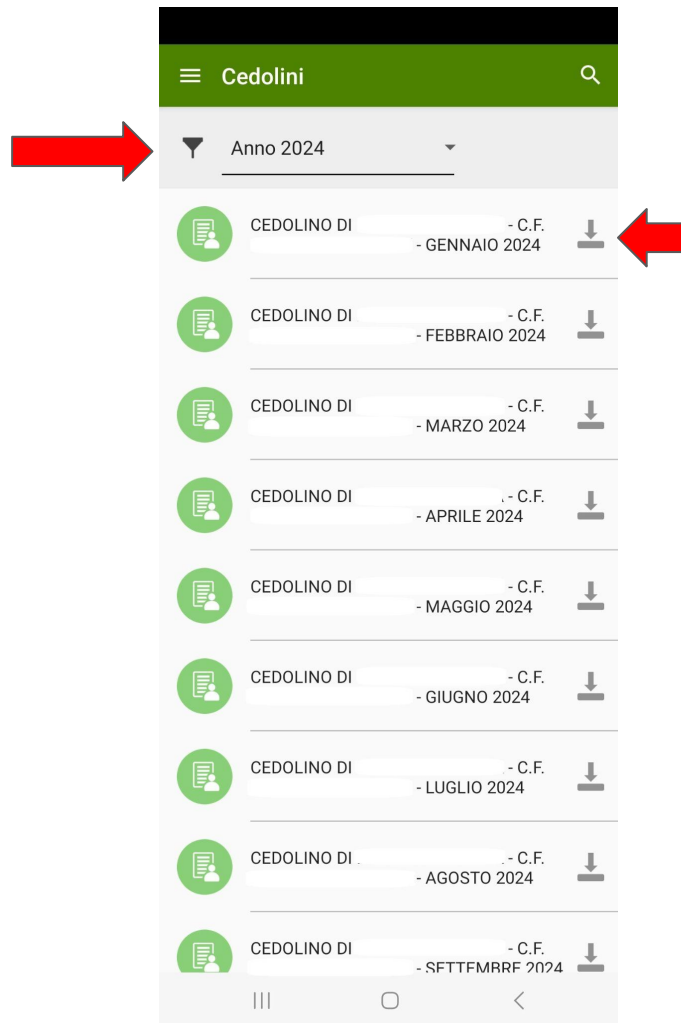 Cedolini
Anno 2024
CEDOLINO DI - C.F.
- GENNAIO 2024
CEDOLINO DI - C.F.
- FEBBRAIO 2024
CEDOLINO DI - C.F.
- MARZO 2024
CEDOLINO DI - C.F.
- APRILE 2024
CEDOLINO DI - C.F.
- MAGGIO 2024
CEDOLINO DI - C.F.
- GIUGNO 2024
CEDOLINO DI - C.F.
- LUGLIO 2024
CEDOLINO DI - C.F.
- AGOSTO 2024
CEDOLINO DI - C.F.
- SETTEMBRE 2024